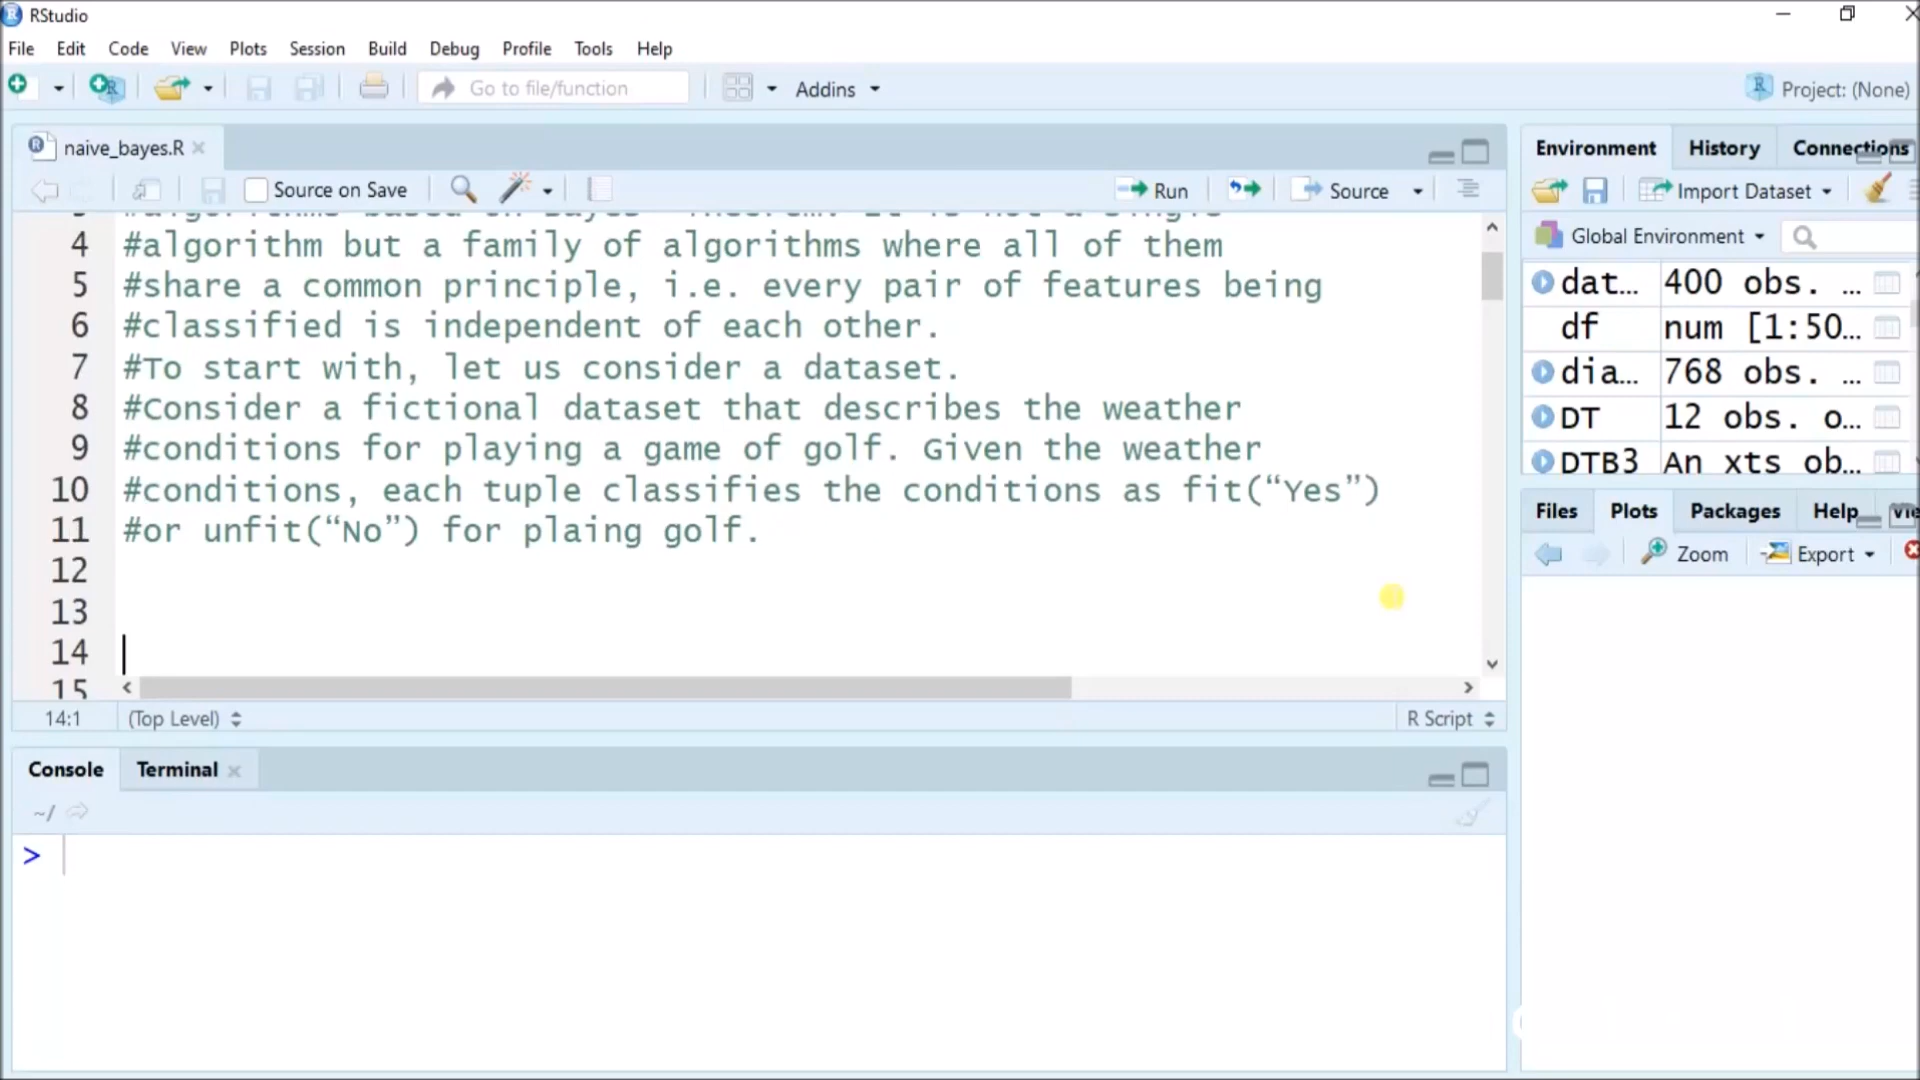 RStudio
File Edit Code View Plots Session Build Debug Profile Tools Help
Go to file/function Addins Project: (None)
naive_bayes.R
Source on Save Run Source
4 #algorithm but a family of algorithms where all of them
5 #share a common principle, i.e. every pair of features being
6 #classified is independent of each other.
7 #To start with, let us consider a dataset.
8 #Consider a fictional dataset that describes the weather
9 #conditions for playing a game of golf. Given the weather
10 #conditions, each tuple classifies the conditions as fit(“Yes”)
11 #or unfit(“No”) for plaing golf.
12
13
14
15
14:1 (Top Level) R Script
Console Terminal
~/
>
Environment History Connections
Import Dataset
Global Environment
dat... 400 obs. ...
df num [1:50...
dia... 768 obs. ...
DT 12 obs. o...
DTB3 An xts ob...
Files Plots Packages Help
Zoom Export